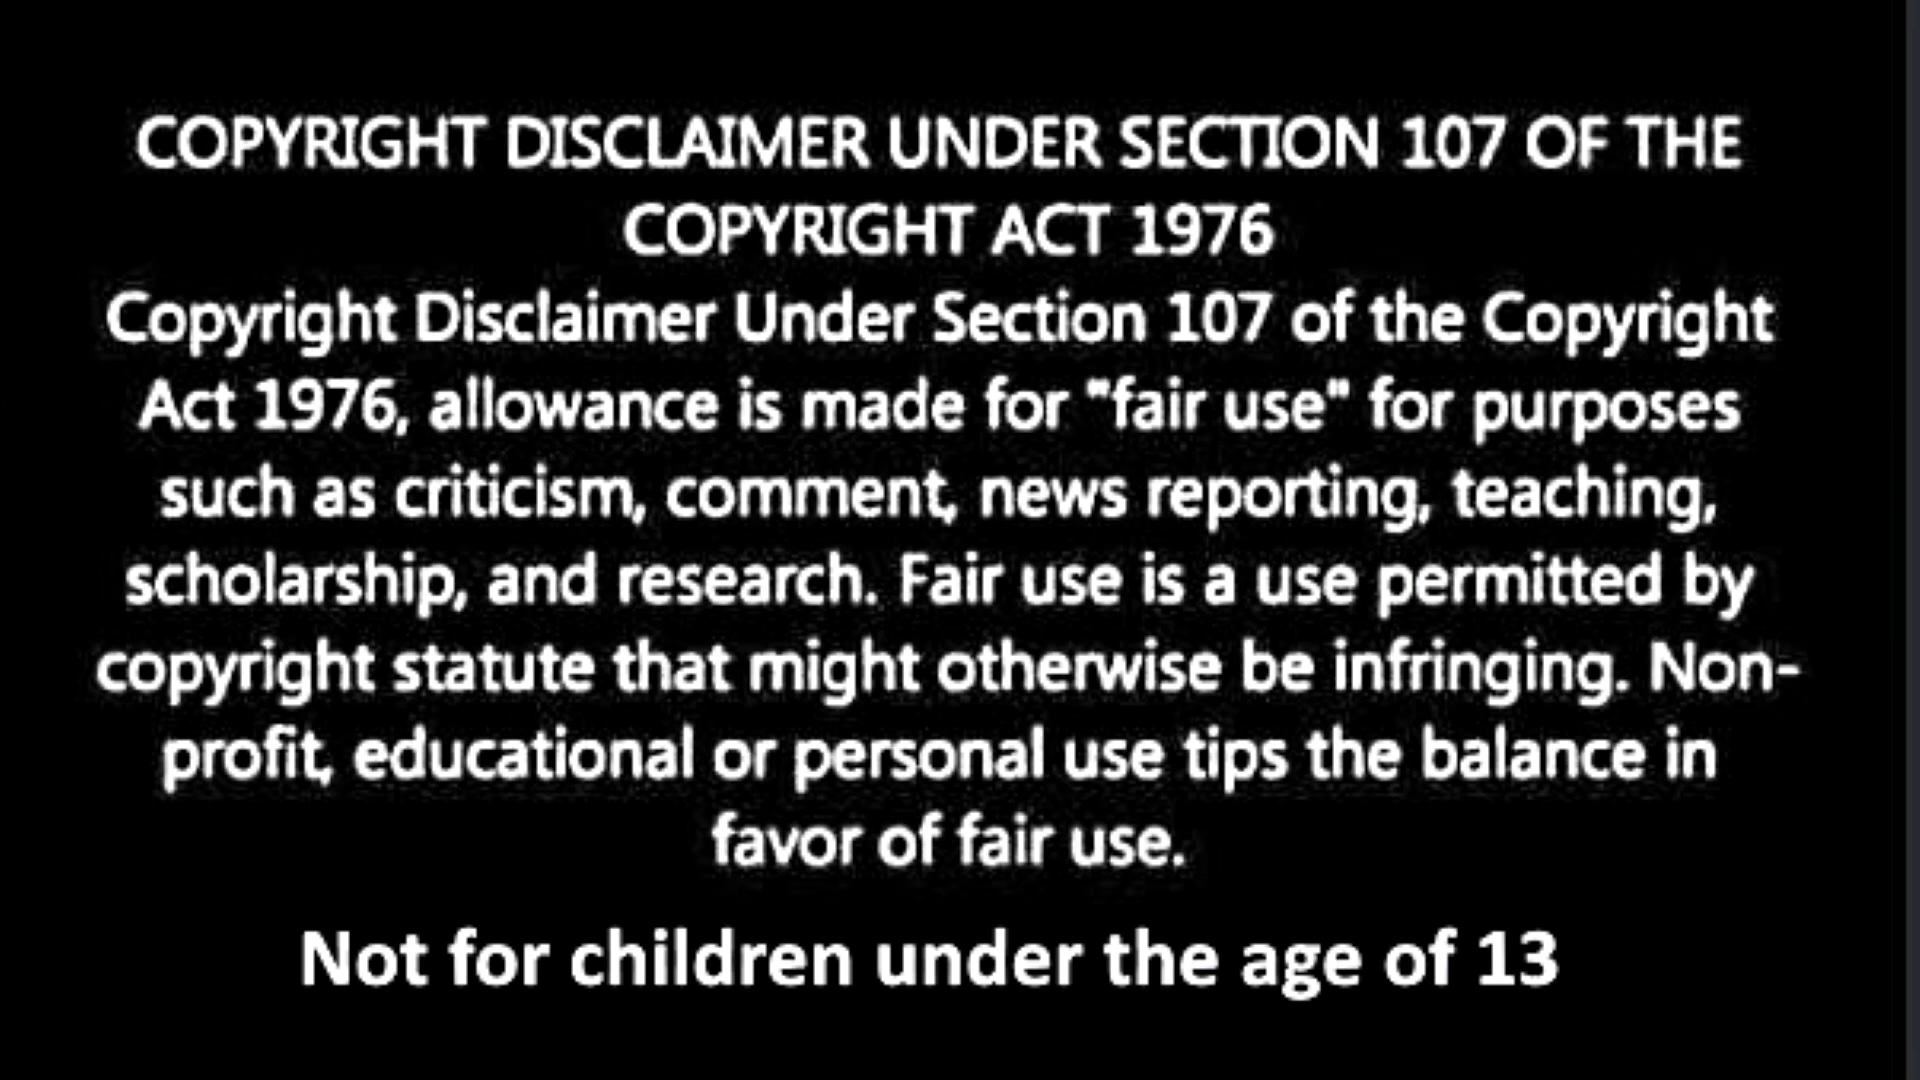 COPYRIGHT DISCLAIMER UNDER SECTION 107 OF THE
COPYRIGHT ACT 1976
Copyright Disclaimer Under Section 107 of the Copyright
Act 1976, allowance is made for "fair use" for purposes
such as criticism, comment, news reporting, teaching,
scholarship, and research. Fair use is a use permitted by
copyright statute that might otherwise be infringing. Non-
profit, educational or personal use tips the balance in
favor of fair use.
Not for children under the age of 13